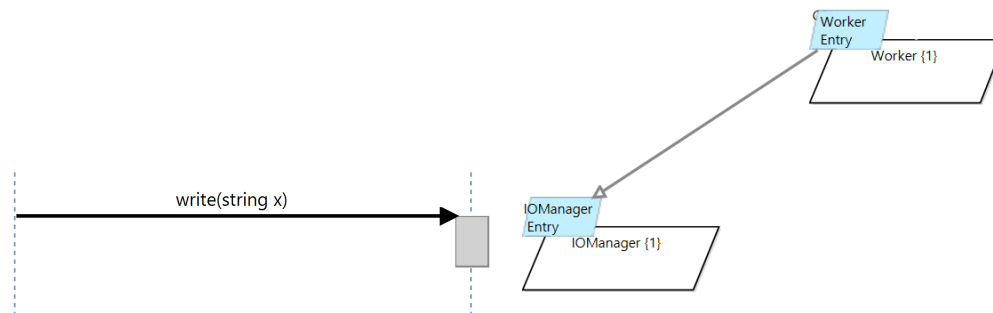 Worker
Entry
Worker {1}
write(string x)
IOManager
Entry
IOManager {1}